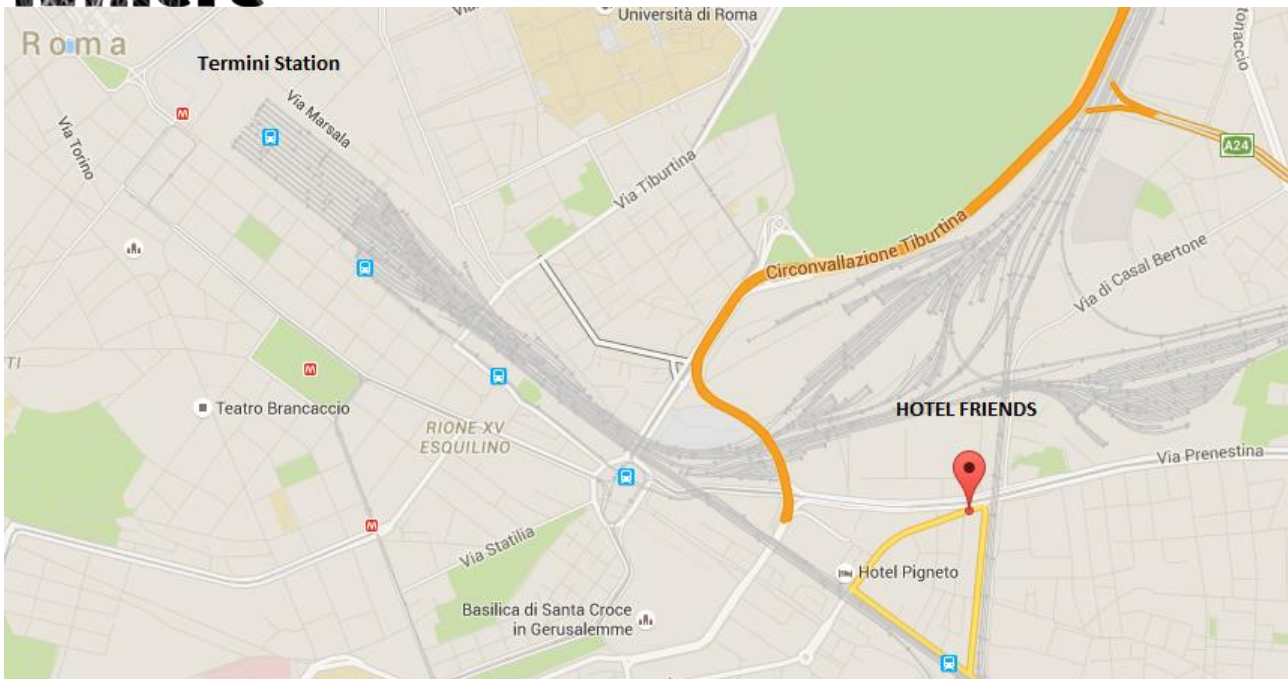 Università di Roma
Roma
Termini Station
Via Marsala
Via Torino
Via Tiburtina
A24
Circonvallazione Tiburtina
Via di Casal Bertone
Teatro Brancaccio
RIONE XV
ESQUILINO
HOTEL FRIENDS
Via Prenestina
Via Statilia
Hotel Pigneto
Basilica di Santa Croce
in Gerusalemme
M
M
M